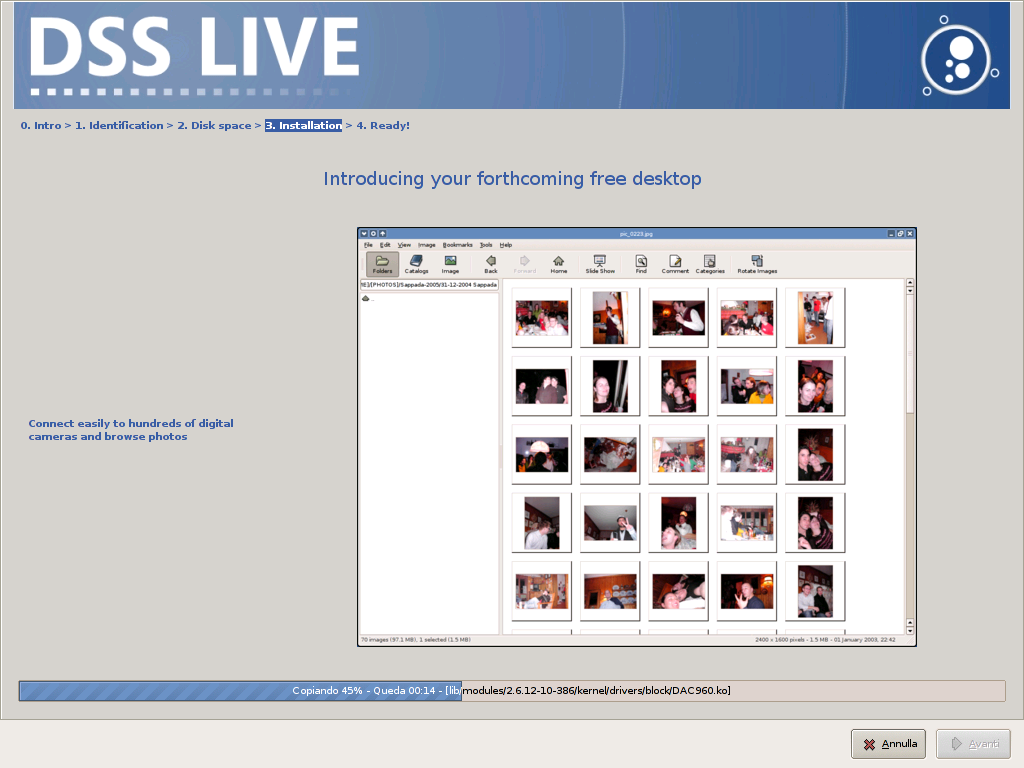 DSS LIVE
0. Intro > 1. Identification > 2. Disk space > 3. Installation > 4. Ready!
Introducing your forthcoming free desktop
pic_0223.jpg
File Edit View Image Bookmarks Tools Help
Folders Catalogs Image Back Forward Home Slide Show Find Comment Categories Rotate Images
[PHOTOS]/Sappada-2005/31-12-2004 Sappada
..
Connect easily to hundreds of digital
cameras and browse photos
70 images (97.1 MB), 1 selected (1.5 MB)
2400 x 1600 pixels - 1.5 MB - 01 January 2003, 22:42
Copiando 45% - Queda 00:14 - [lib/modules/2.6.12-10-386/kernel/drivers/block/DAC960.ko]
Annulla Avanti